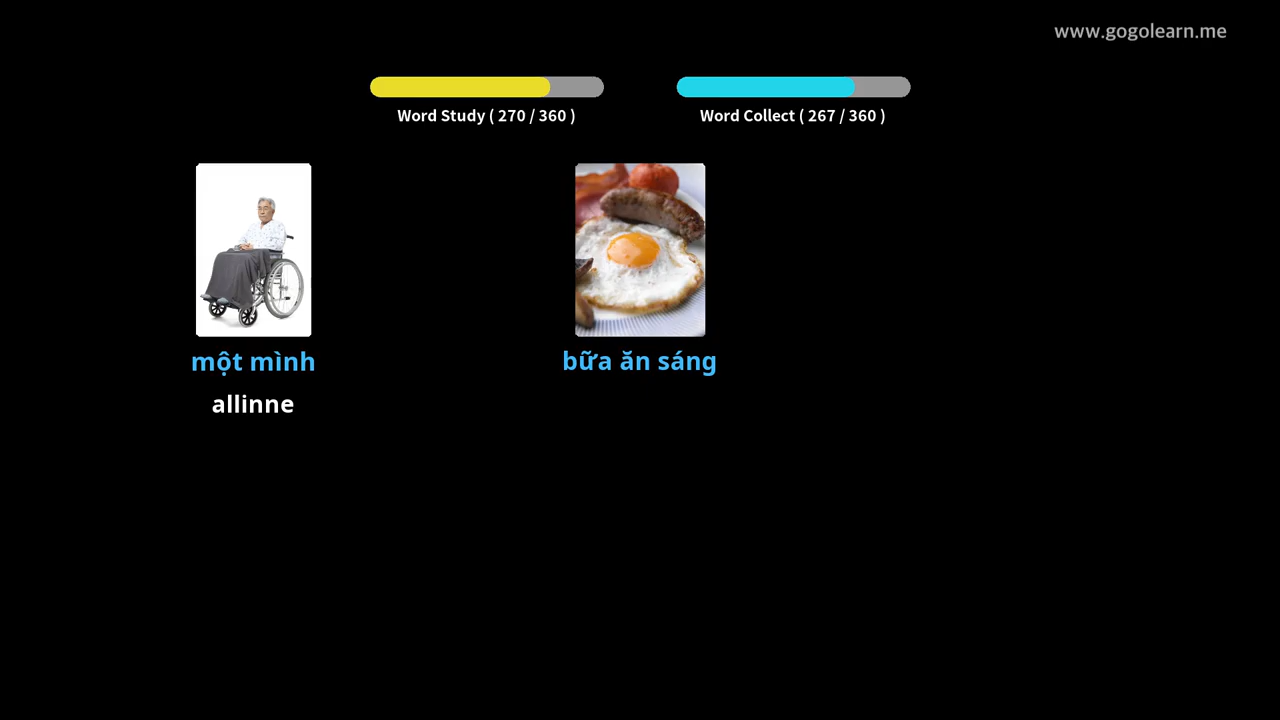 www.gogolearn.me
Word Study ( 270 / 360 )
Word Collect ( 267 / 360 )
một mình
bữa ăn sáng
allinne